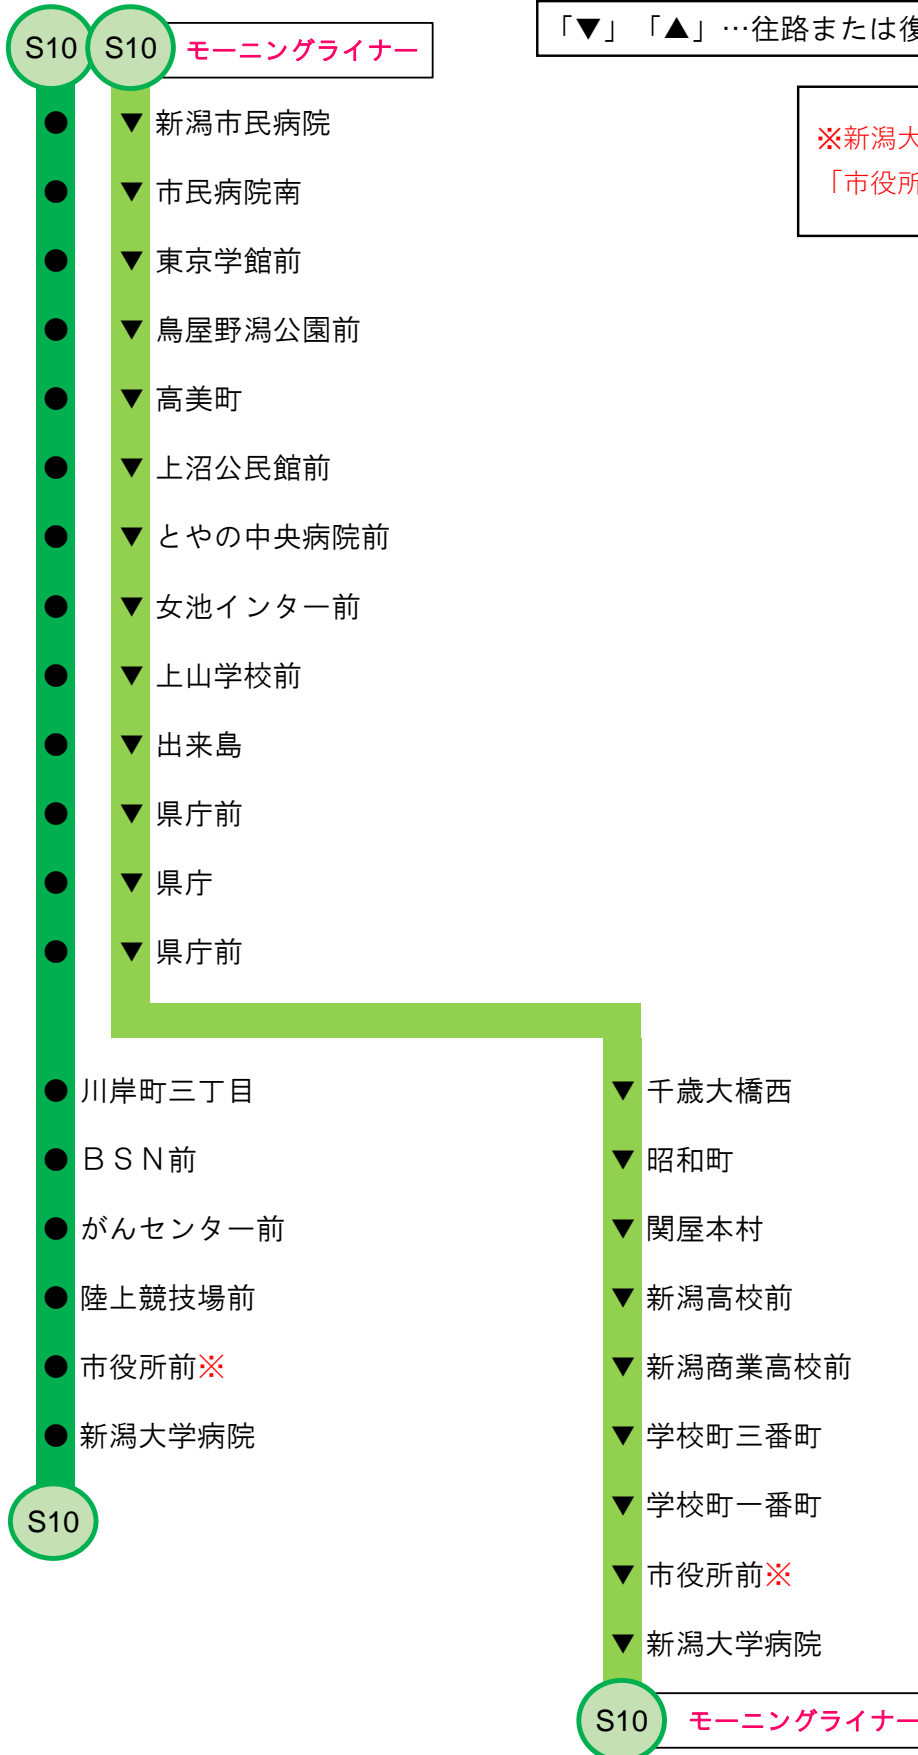 S10 S10 モーニングライナー
「▼」「▲」…往路または復
※新潟大
「市役所
● ▼ 新潟市民病院
● ▼ 市民病院南
● ▼ 東京学館前
● ▼ 鳥屋野潟公園前
● ▼ 高美町
● ▼ 上沼公民館前
● ▼ とやの中央病院前
● ▼ 女池インター前
● ▼ 上山学校前
● ▼ 出来島
● ▼ 県庁前
● ▼ 県庁
● ▼ 県庁前
● 川岸町三丁目
● ＢＳＮ前
● がんセンター前
● 陸上競技場前
● 市役所前※
● 新潟大学病院
S10
▼ 千歳大橋西
▼ 昭和町
▼ 関屋本村
▼ 新潟高校前
▼ 新潟商業高校前
▼ 学校町三番町
▼ 学校町一番町
▼ 市役所前※
▼ 新潟大学病院
S10 モーニングライナー